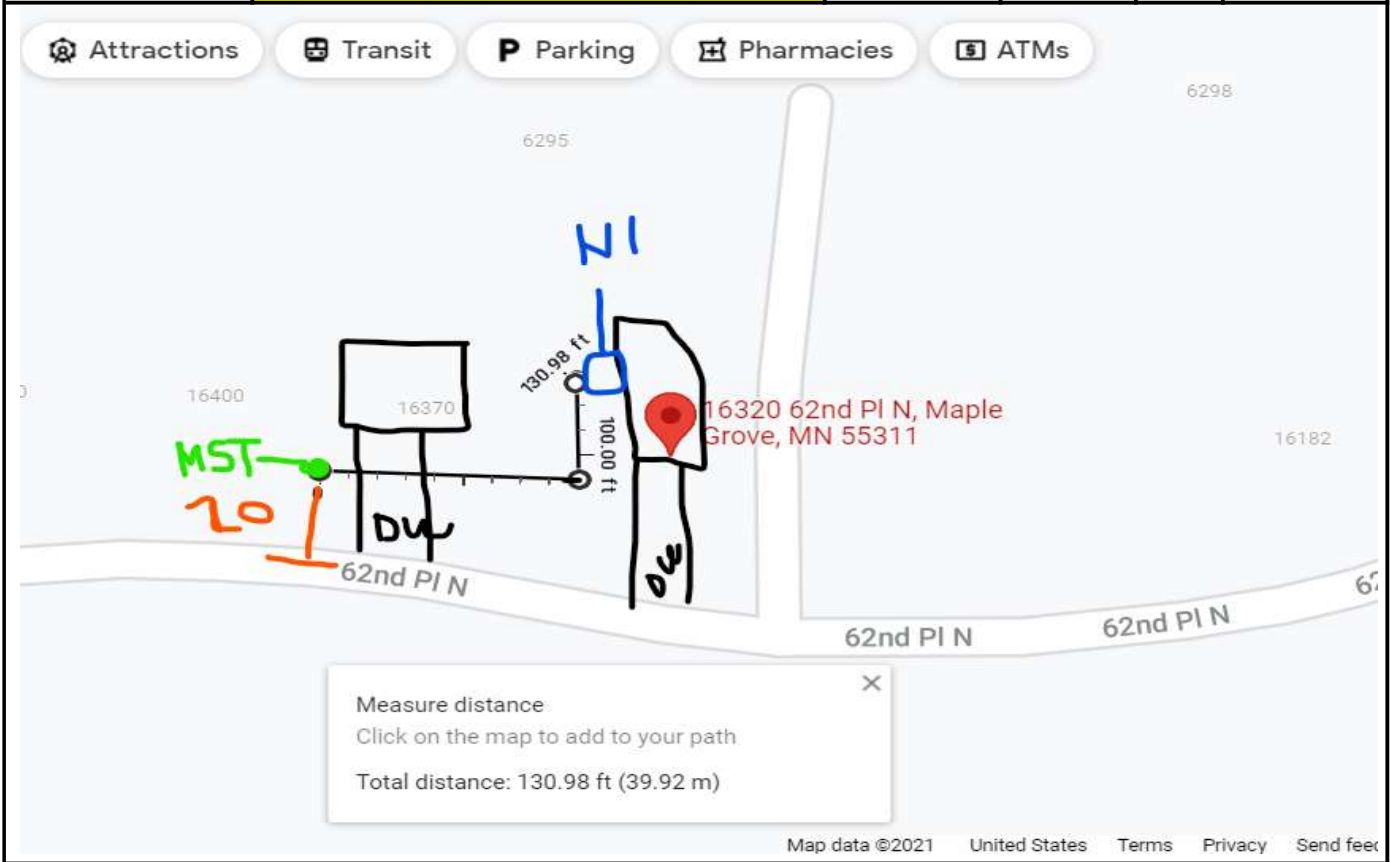 Attractions
Transit
P Parking
Pharmacies
ATMs
6298
6295
NI
130.98 ft
16400
16370
100.00 ft
16320 62nd Pl N, Maple
Grove, MN 55311
16182
MST
20
DW
DW
62nd Pl N
62nd Pl N
62nd Pl N
Measure distance
Click on the map to add to your path
Total distance: 130.98 ft (39.92 m)
Map data ©2021 United States Terms Privacy